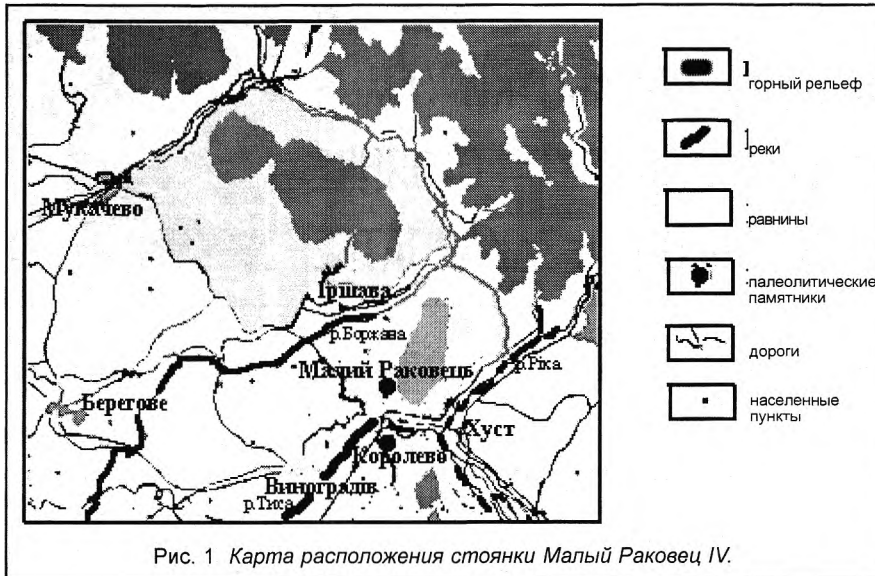 Мукачево
Іршава
р.Боржава
р.Ріка
Малий Раковець
Берегове
Хуст
Королево
Виноградів
р.Тиса
горный рельеф
реки
равнины
палеолитические
памятники
дороги
населенные
пункты
Рис. 1 Карта расположения стоянки Малый Раковец IV.